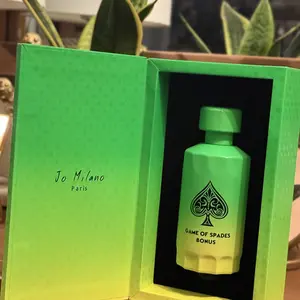 Jo Milano
Paris
GAME OF SPADES
BONUS